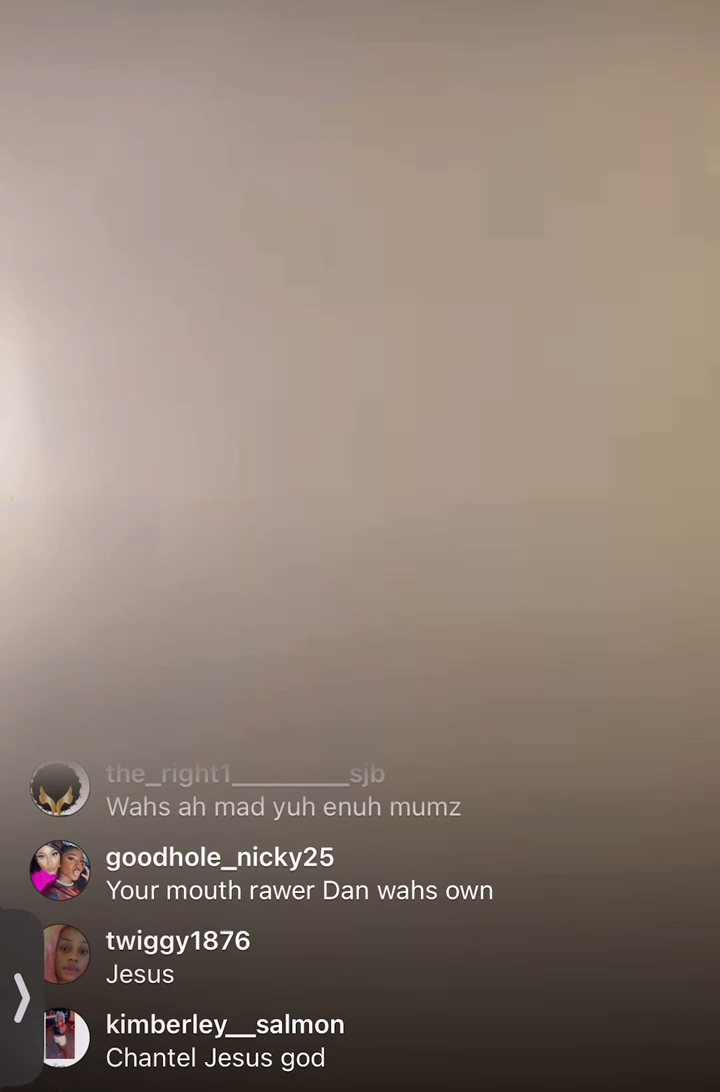 the_right1__________sjb
Wahs ah mad yuh enuh mumz
goodhole_nicky25
Your mouth rawer Dan wahs own
twiggy1876
Jesus
kimberley__salmon
Chantel Jesus god